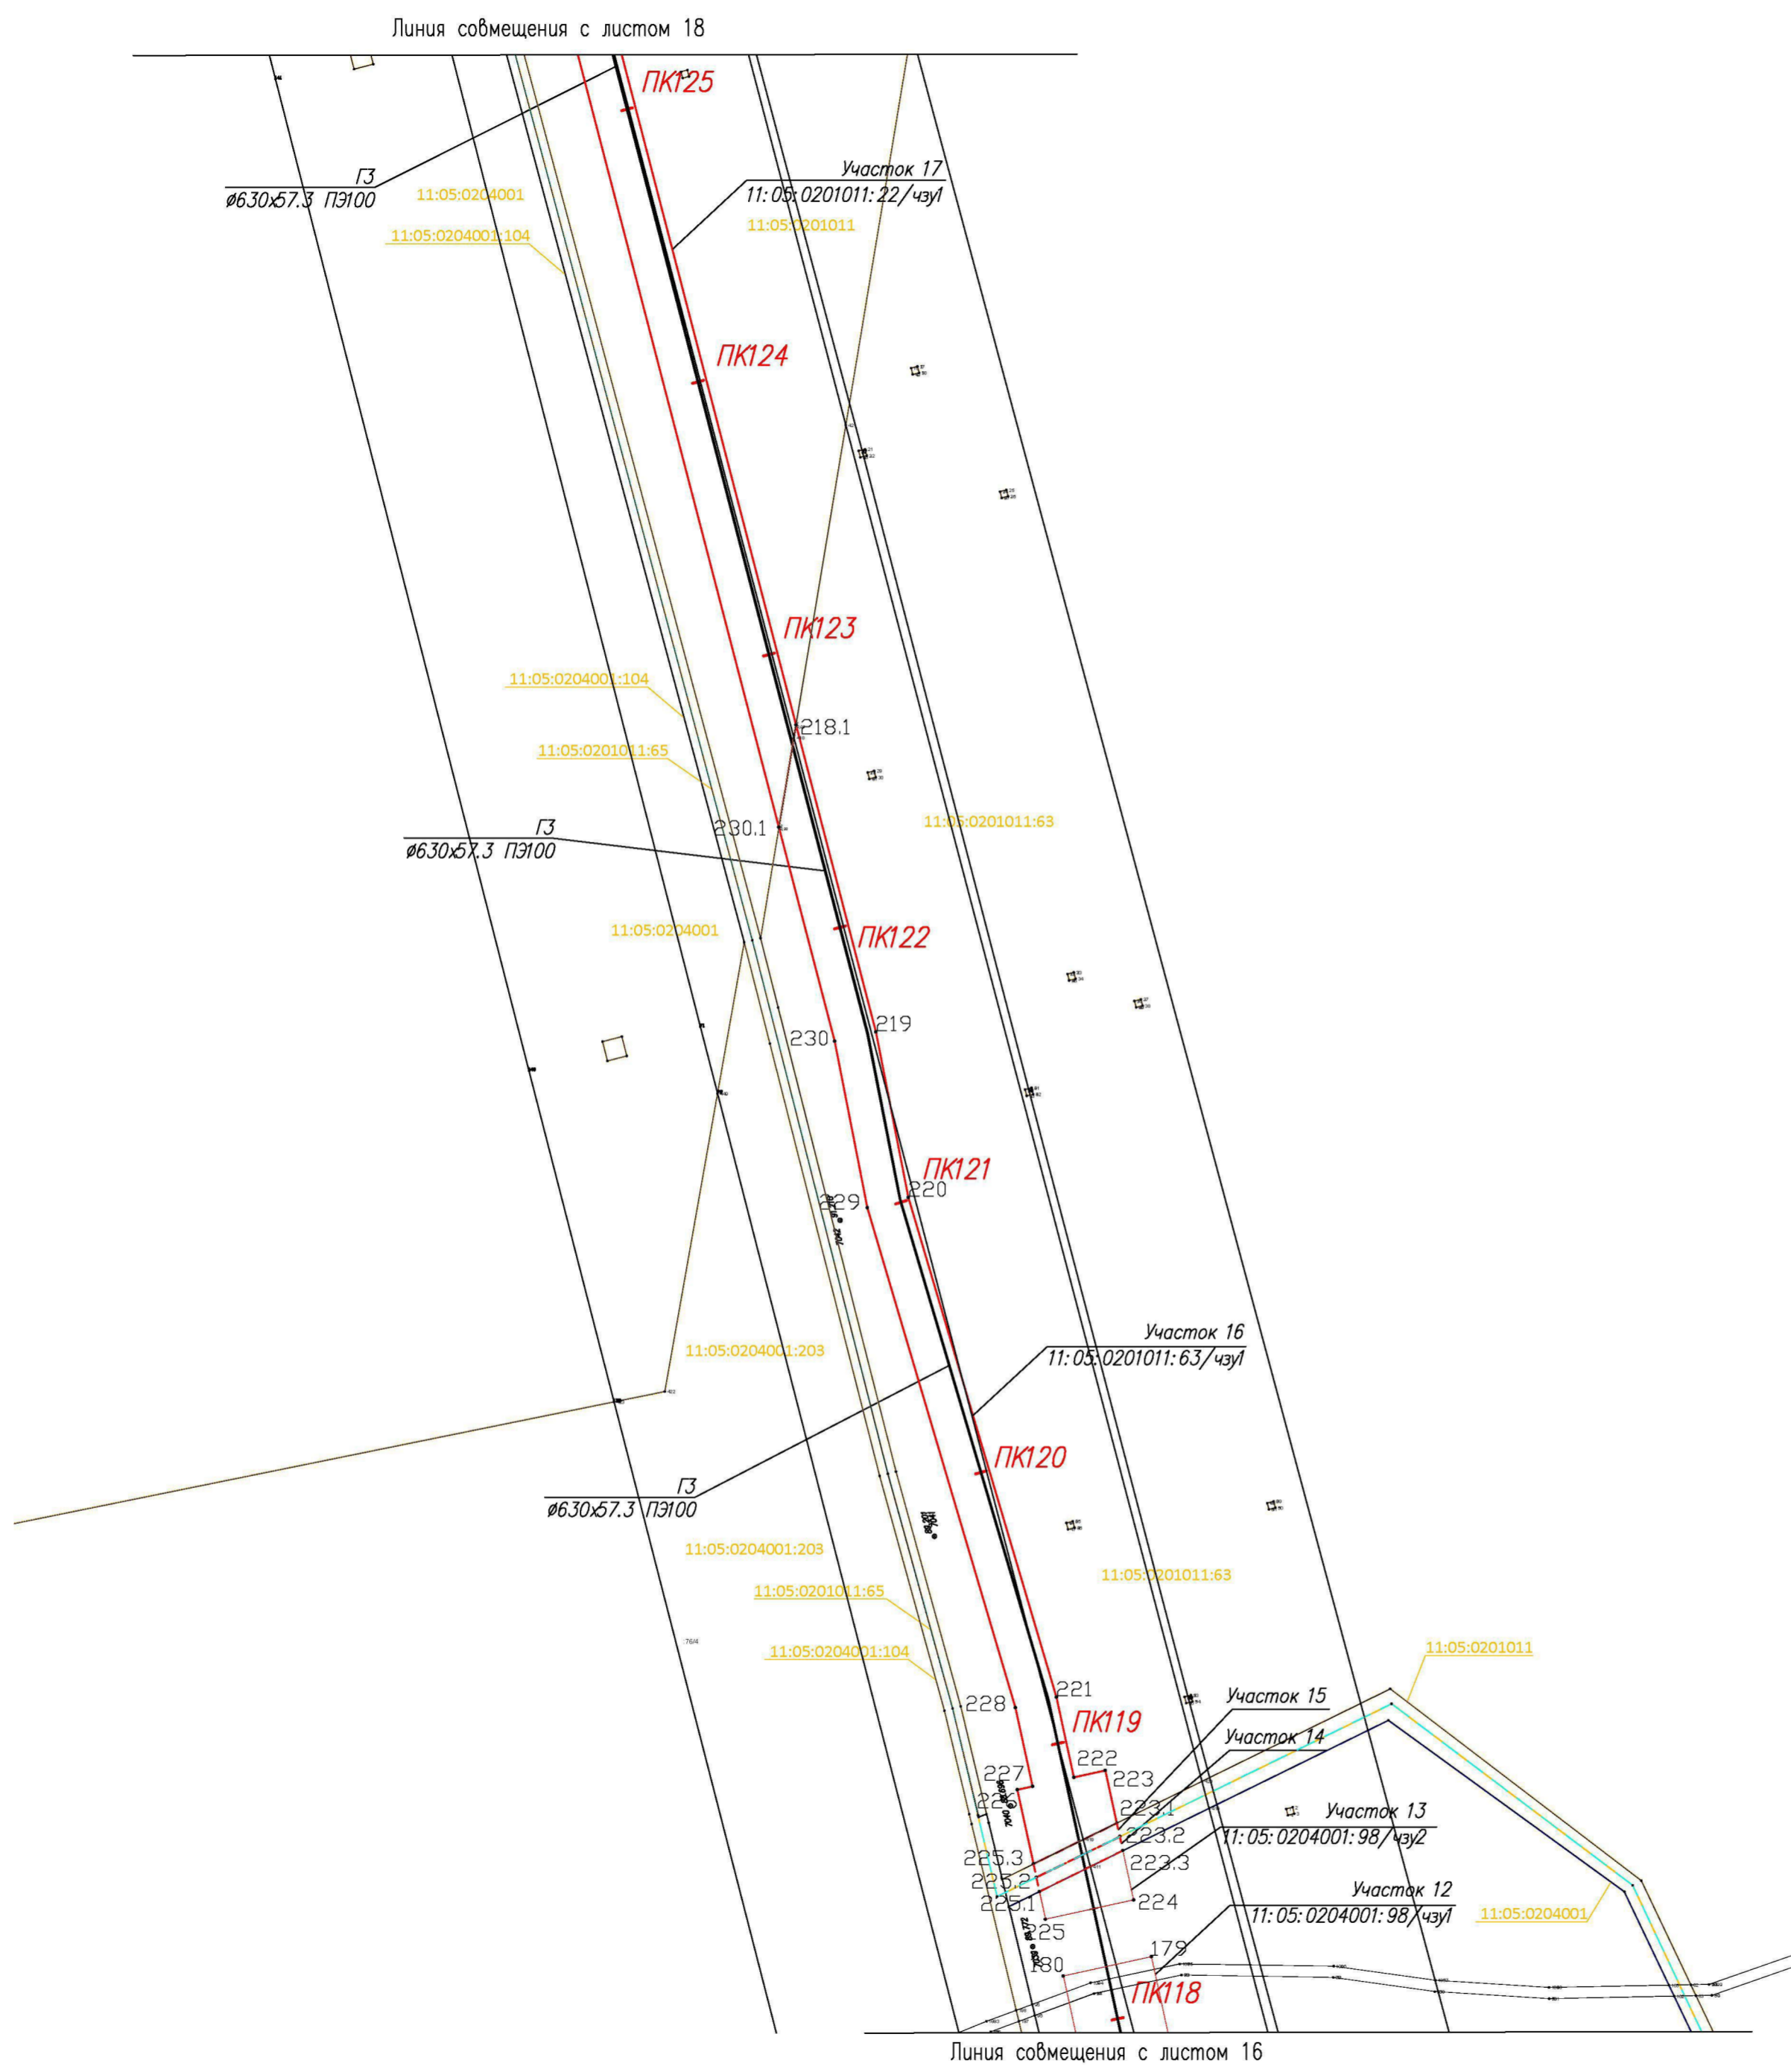 Линия совмещения с листом 18
ПК125
Участок 17
11:05:0201011:22/чзу1
Г3
ø630х57.3 ПЭ100
11:05:0204001
11:05:0201011
11:05:0204001:104
ПК124
ПК123
11:05:0204001:104
218.1
11:05:0201011:65
11:05:0201011:63
230.1
Г3
ø630х57.3 ПЭ100
11:05:0204001
ПК122
219
230
ПК121
220
229
Участок 16
11:05:0201011:63/чзу1
11:05:0204001:203
ПК120
Г3
ø630х57.3 ПЭ100
11:05:0204001:203
11:05:0201011:63
11:05:0201011:65
76/4
11:05:0204001:104
11:05:0201011
221
Участок 15
228
ПК119
Участок 14
222
227
223
226
223.1
Участок 13
11:05:0204001:98/чзу2
223.2
225.3
223.3
225.2
Участок 12
11:05:0204001:98/чзу1
225.1
224
11:05:0204001
225
179
180
ПК118
Линия совмещения с листом 16